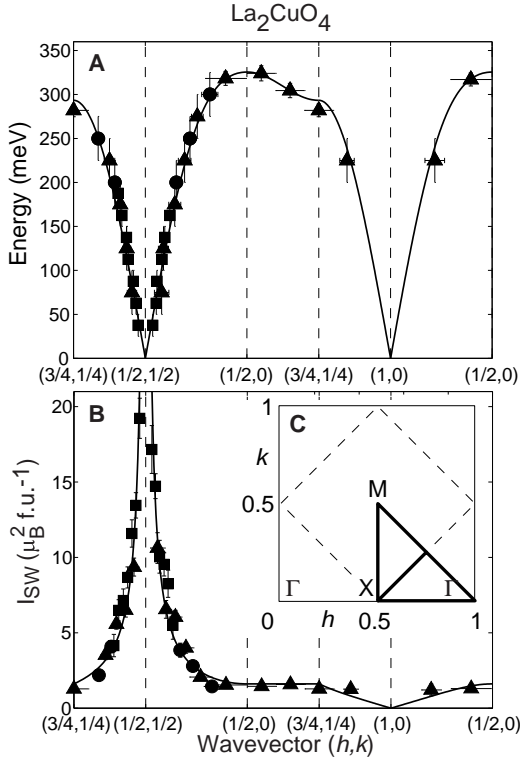 La2CuO4
A
350
300
250
200
150
100
50
0
Energy (meV)
(3/4,1/4) (1/2,1/2) (1/2,0) (3/4,1/4) (1,0) (1/2,0)
B
20
15
10
5
0
ISW (μB2 f.u.-1)
C
1
k
0.5
M
Γ X Γ
0 h 0.5 1
(3/4,1/4) (1/2,1/2) (1/2,0) (3/4,1/4) (1,0) (1/2,0)
Wavevector (h,k)